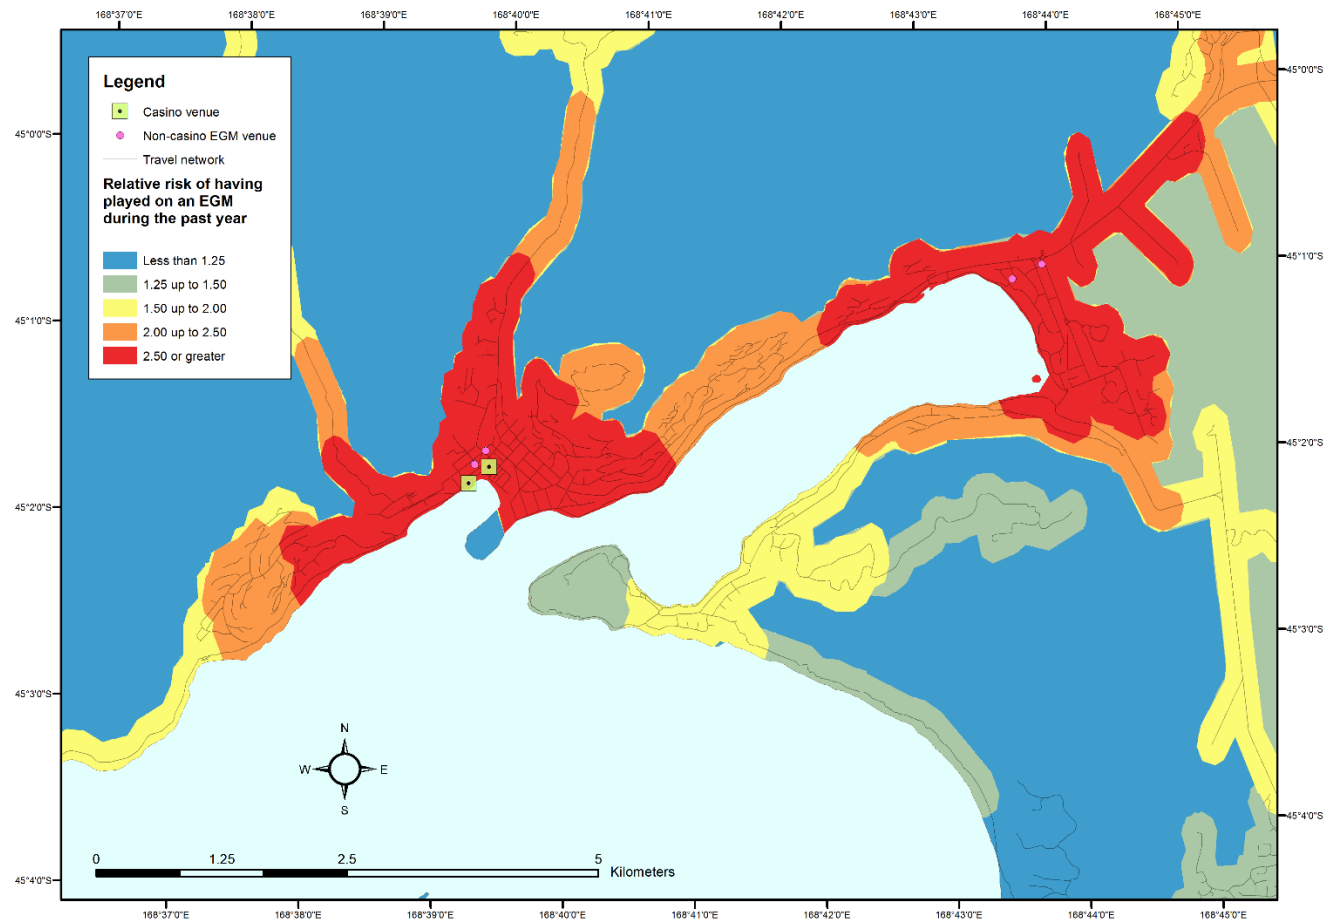 168°37'0"E 168°38'0"E 168°39'0"E 168°40'0"E 168°41'0"E 168°42'0"E 168°43'0"E 168°44'0"E 168°45'0"E
45°0'0"S
45°0'0"S
Legend
Casino venue
Non-casino EGM venue
Travel network
Relative risk of having
played on an EGM
during the past year
Less than 1.25
1.25 up to 1.50
1.50 up to 2.00
2.00 up to 2.50
2.50 or greater
45°1'0"S
45°1'0"S
45°2'0"S
45°2'0"S
45°3'0"S
45°3'0"S
N
W E
S
45°4'0"S
0 1.25 2.5 5
Kilometers
45°4'0"S
168°37'0"E 168°38'0"E 168°39'0"E 168°40'0"E 168°41'0"E 168°42'0"E 168°43'0"E 168°44'0"E 168°45'0"E